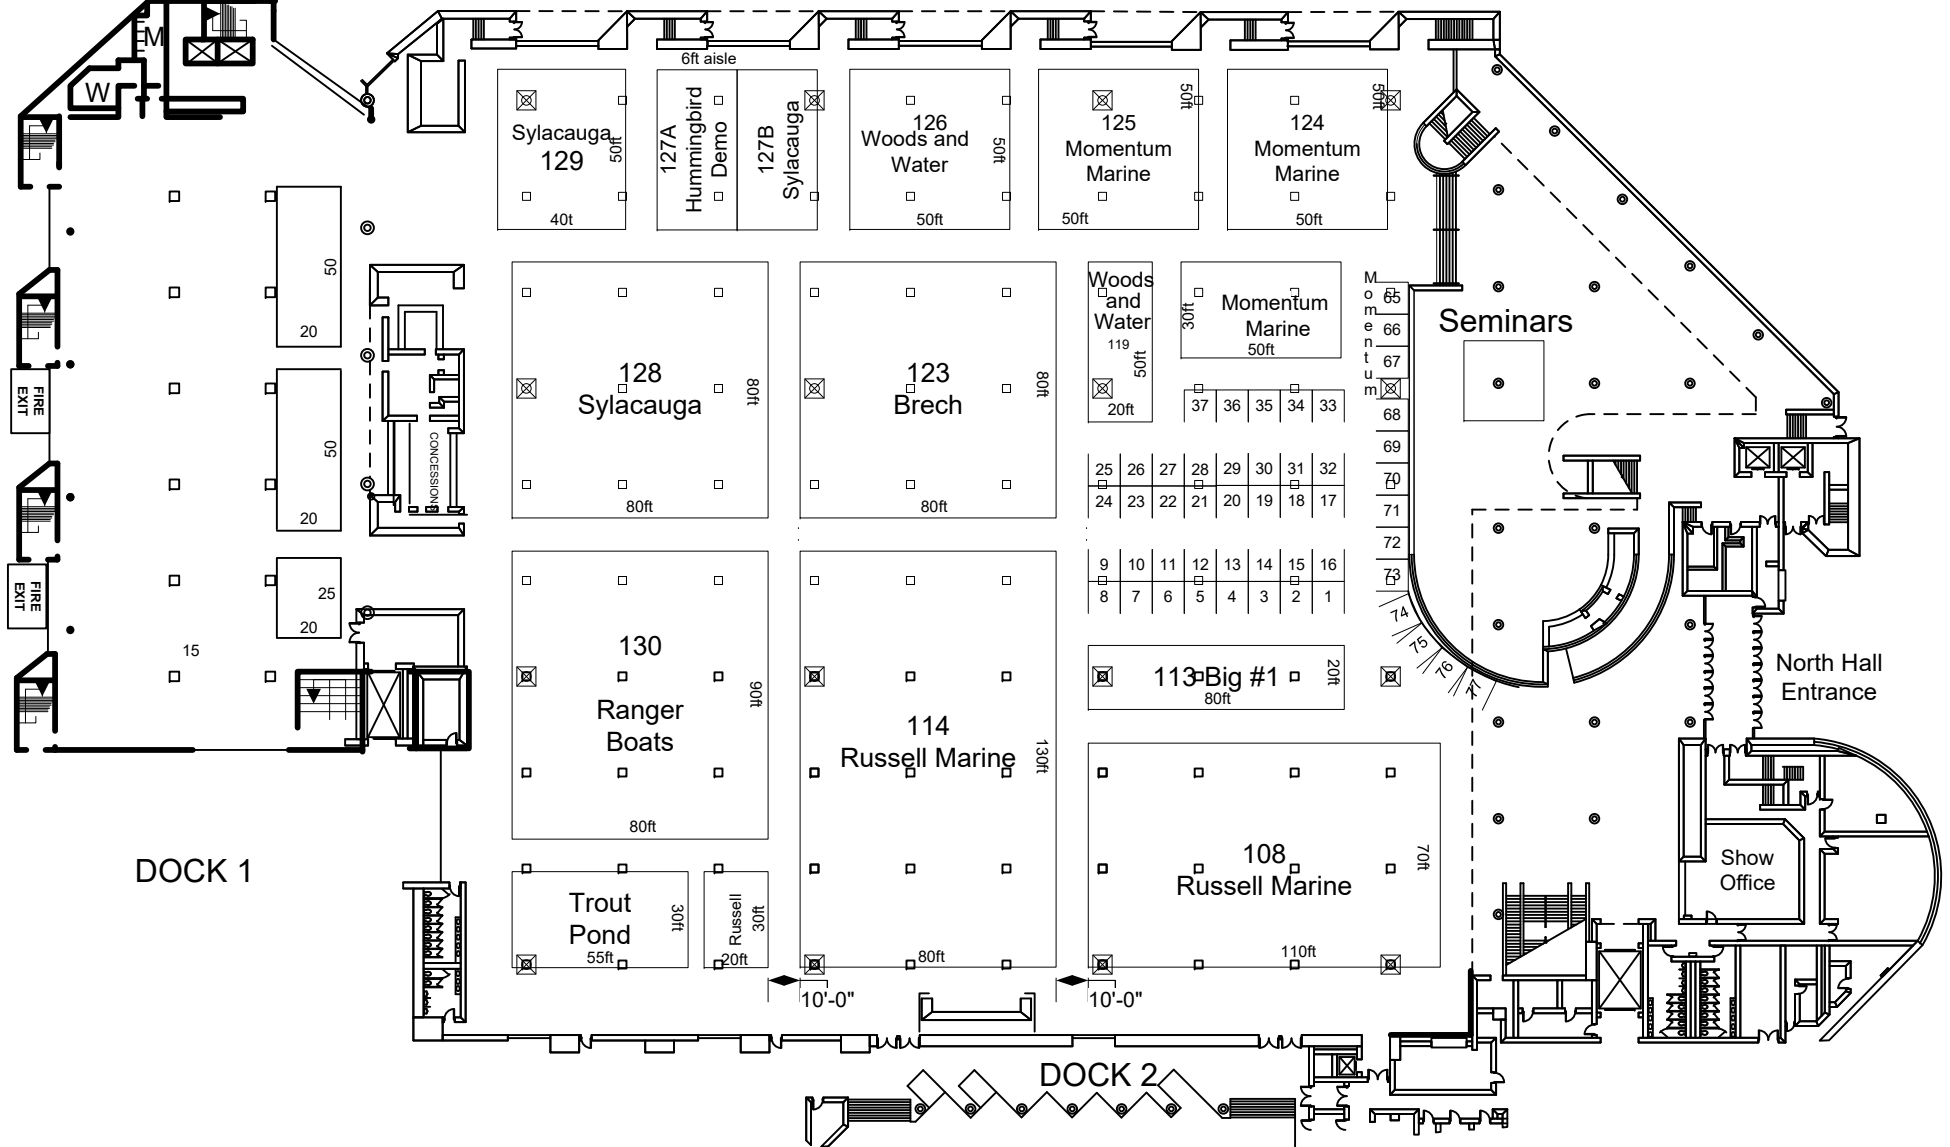 M
W
6ft aisle
Sylacauga
129
50ft
40t
127A
Hummingbird
Demo
127B
Sylacauga
126
Woods and
Water
50ft
50ft
125
Momentum
Marine
50ft
50ft
124
Momentum
Marine
50ft
50ft
50
20
50
20
25
20
15
FIRE
EXIT
FIRE
EXIT
CONCESSIONS
128
Sylacauga
80ft
80ft
123
Brech
80ft
80ft
Woods
and
Water
119
50ft
20ft
Momentum
Marine
30ft
50ft
Momentum
65
66
67
68
69
70
71
72
73
74
75
76
77
Seminars
37 36 35 34 33
25 26 27 28 29 30 31 32
24 23 22 21 20 19 18 17
9 10 11 12 13 14 15 16
8 7 6 5 4 3 2 1
130
Ranger
Boats
90ft
80ft
114
Russell Marine
130ft
80ft
113 Big #1
80ft
20ft
North Hall
Entrance
108
Russell Marine
70ft
110ft
Show
Office
DOCK 1
Trout
Pond
30ft
55ft
Russell
30ft
20ft
10'-0"
10'-0"
DOCK 2